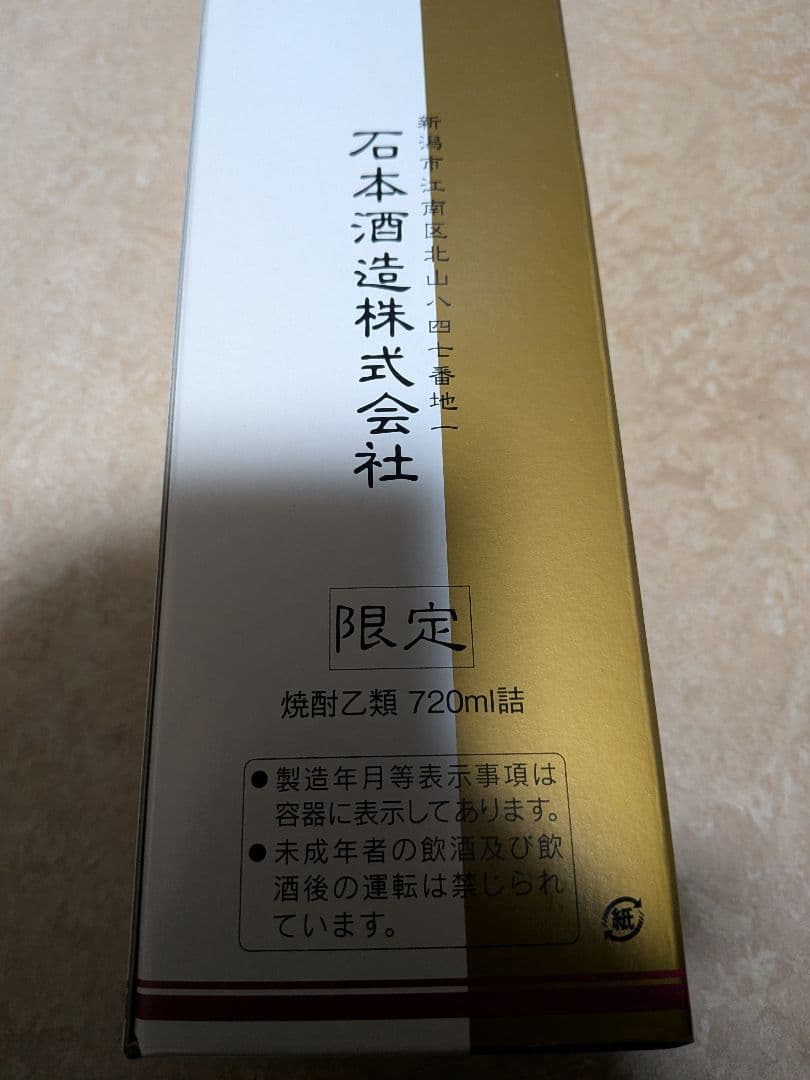 新潟市江南区北山八四七番地一
石本酒造株式会社
限定
焼酎乙類 720ml詰
●製造年月等表示事項は
容器に表示してあります。
●未成年者の飲酒及び飲
酒後の運転は禁じられ
ています。
紙